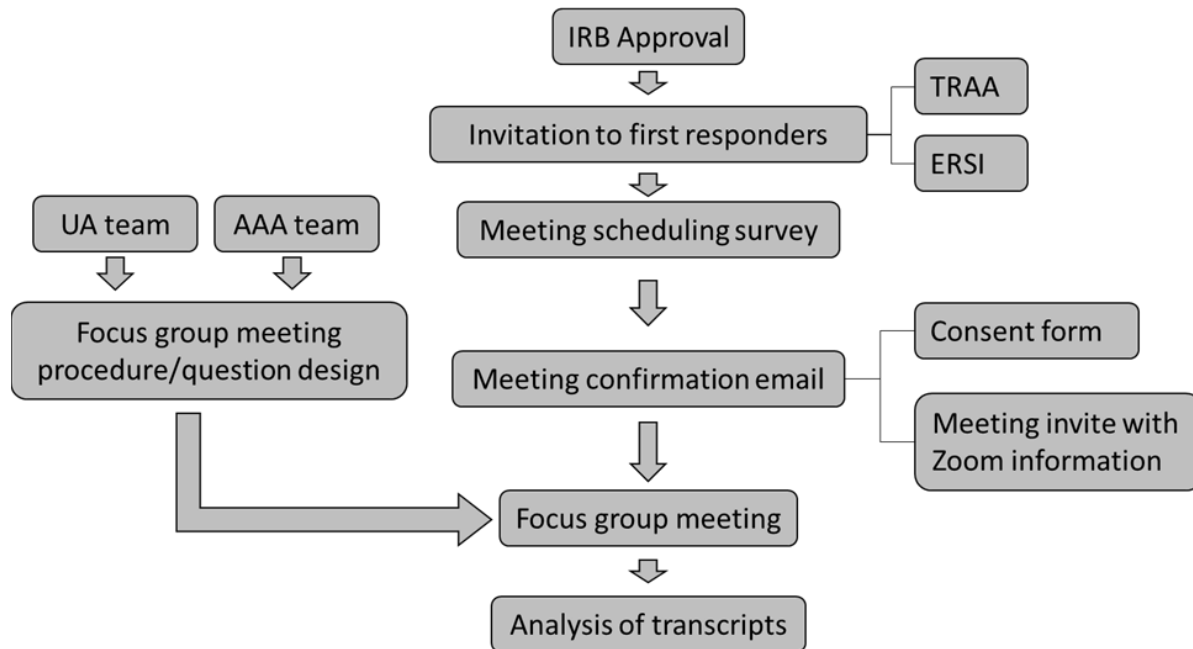 IRB Approval
TRAA
Invitation to first responders
ERSI
UA team
AAA team
Meeting scheduling survey
Focus group meeting
procedure/question design
Consent form
Meeting confirmation email
Meeting invite with
Zoom information
Focus group meeting
Analysis of transcripts